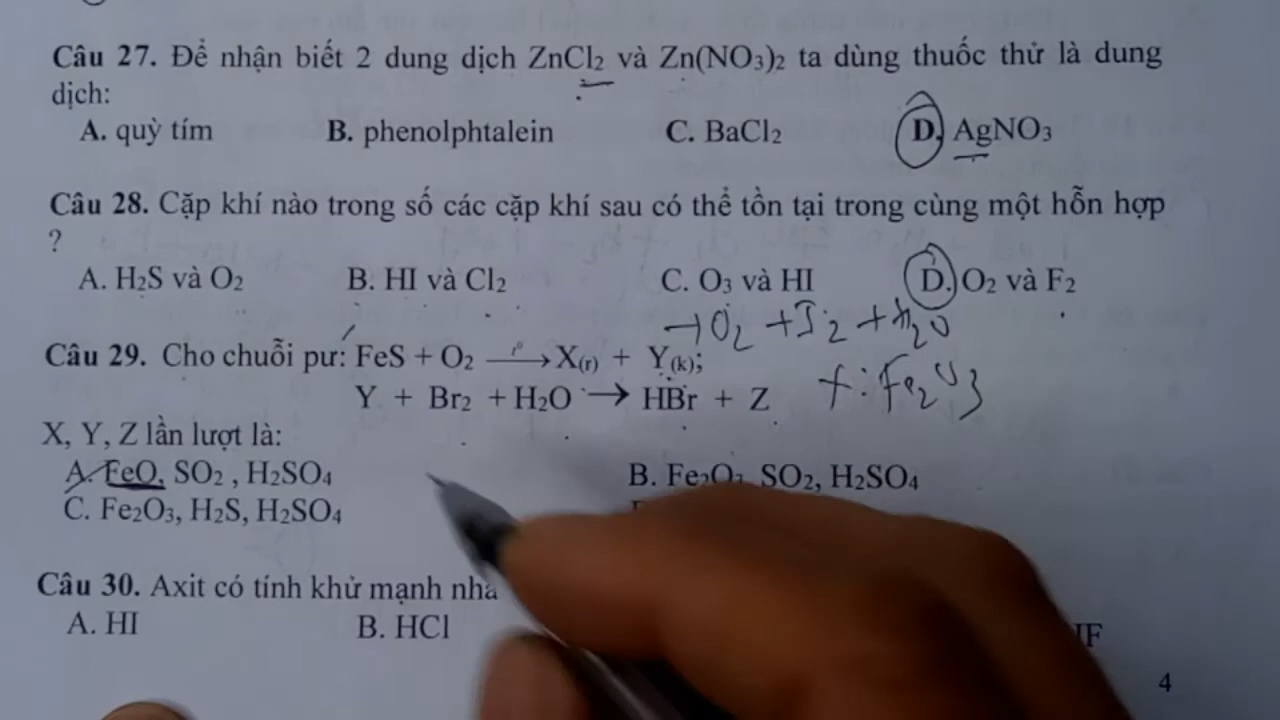 Câu 27. Để nhận biết 2 dung dịch ZnCl₂ và Zn(NO₃)₂ ta dùng thuốc thử là dung
dịch:
A. quỳ tím B. phenolphtalein C. BaCl₂ D. AgNO₃
Câu 28. Cặp khí nào trong số các cặp khí sau có thể tồn tại trong cùng một hỗn hợp
?
A. H₂S và O₂ B. HI và Cl₂ C. O₃ và HI D. O₂ và F₂
→ O₂ + I₂ + H₂O
Câu 29. Cho chuỗi pư: FeS + O₂ —t°→ X(r) + Y(k);
Y + Br₂ + H₂O → HBr + Z X: Fe₂O₃
X, Y, Z lần lượt là:
A. FeO, SO₂ , H₂SO₄ B. Fe₂O₃, SO₂, H₂SO₄
C. Fe₂O₃, H₂S, H₂SO₄
Câu 30. Axit có tính khử mạnh
A. HI B. HCl
4